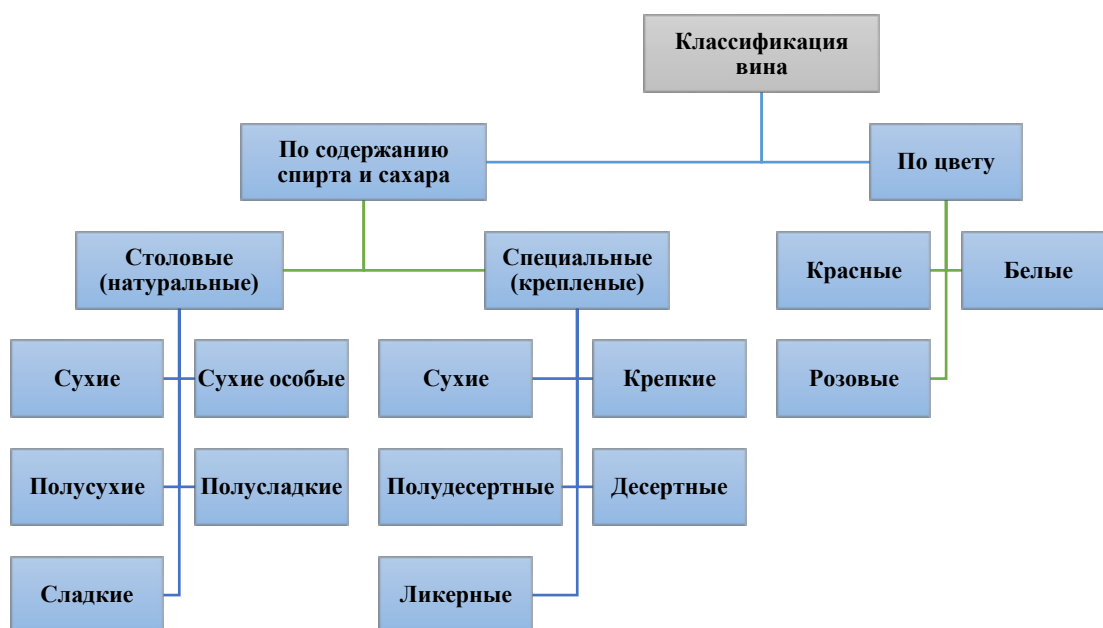 Классификация
вина
По содержанию
спирта и сахара
По цвету
Столовые
(натуральные)
Специальные
(крепленые)
Красные
Белые
Сухие
Сухие особые
Сухие
Крепкие
Розовые
Полусухие
Полусладкие
Полудесертные
Десертные
Сладкие
Ликерные